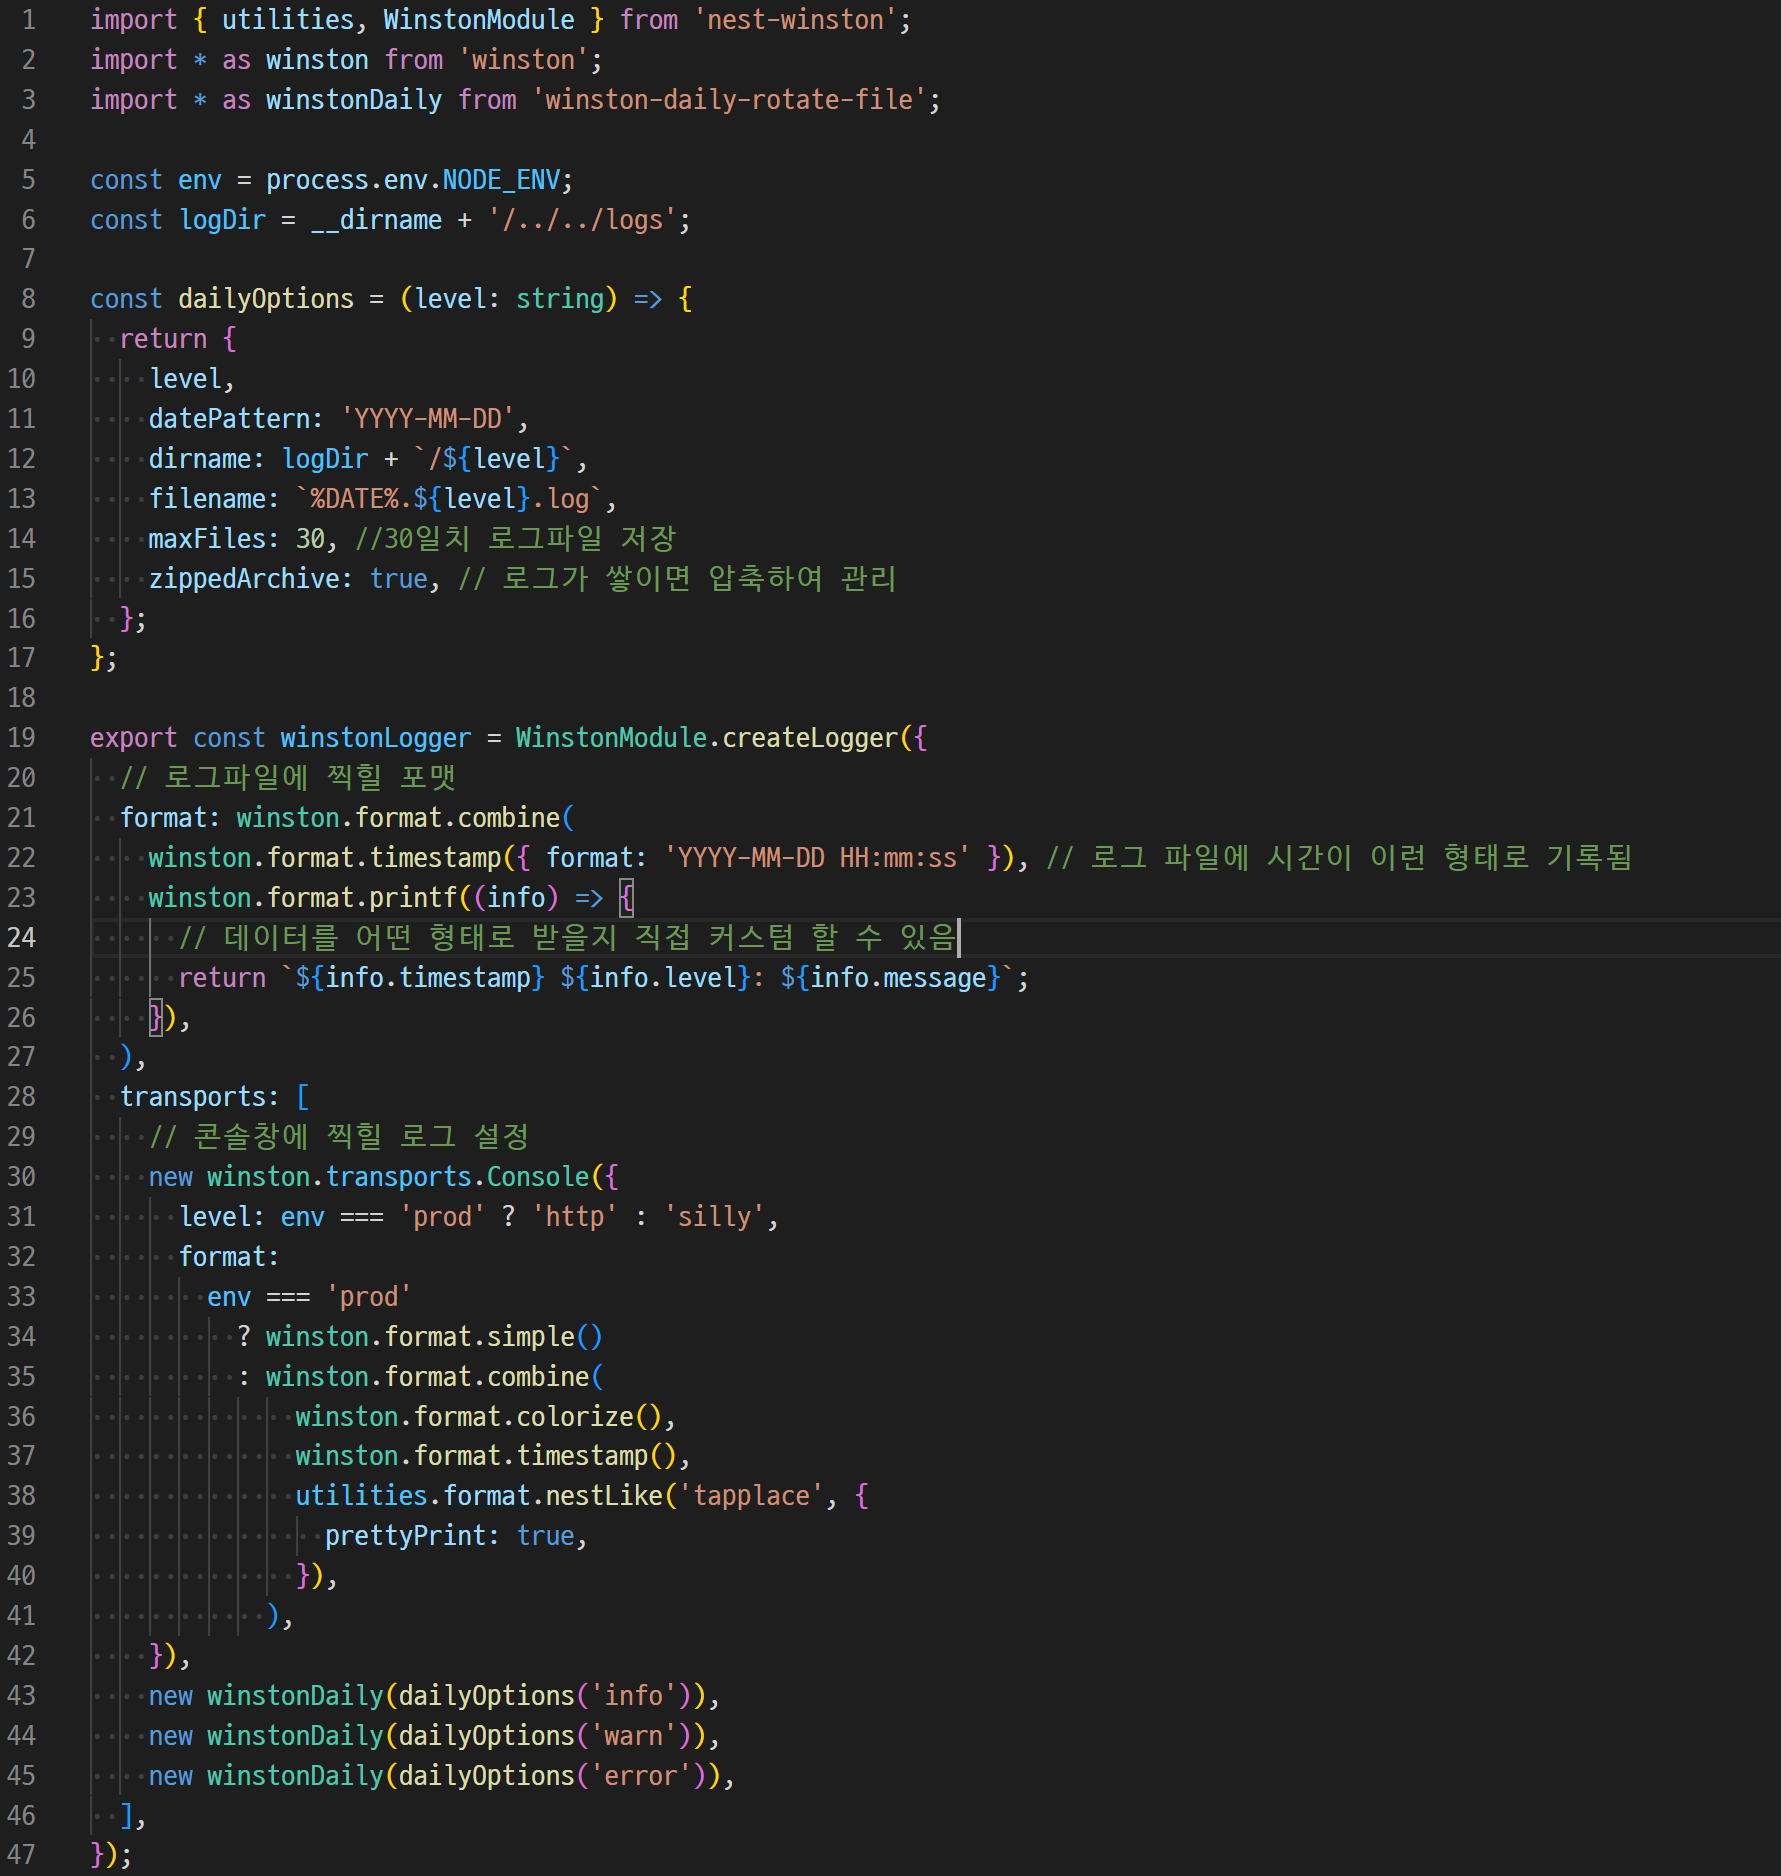 1 import { utilities, WinstonModule } from 'nest-winston';
2 import * as winston from 'winston';
3 import * as winstonDaily from 'winston-daily-rotate-file';
4
5 const env = process.env.NODE_ENV;
6 const logDir = __dirname + '/../../logs';
7
8 const dailyOptions = (level: string) => {
9   return {
10     level,
11     datePattern: 'YYYY-MM-DD',
12     dirname: logDir + `/${level}`,
13     filename: `%DATE%.${level}.log`,
14     maxFiles: 30, //30일치 로그파일 저장
15     zippedArchive: true, // 로그가 쌓이면 압축하여 관리
16   };
17 };
18
19 export const winstonLogger = WinstonModule.createLogger({
20   // 로그파일에 찍힐 포맷
21   format: winston.format.combine(
22     winston.format.timestamp({ format: 'YYYY-MM-DD HH:mm:ss' }), // 로그 파일에 시간이 이런 형태로 기록됨
23     winston.format.printf((info) => {
24       // 데이터를 어떤 형태로 받을지 직접 커스텀 할 수 있음
25       return `${info.timestamp} ${info.level}: ${info.message}`;
26     }),
27   ),
28   transports: [
29     // 콘솔창에 찍힐 로그 설정
30     new winston.transports.Console({
31       level: env === 'prod' ? 'http' : 'silly',
32       format:
33         env === 'prod'
34           ? winston.format.simple()
35           : winston.format.combine(
36               winston.format.colorize(),
37               winston.format.timestamp(),
38               utilities.format.nestLike('tapplace', {
39                 prettyPrint: true,
40               }),
41             ),
42     }),
43     new winstonDaily(dailyOptions('info')),
44     new winstonDaily(dailyOptions('warn')),
45     new winstonDaily(dailyOptions('error')),
46   ],
47 });